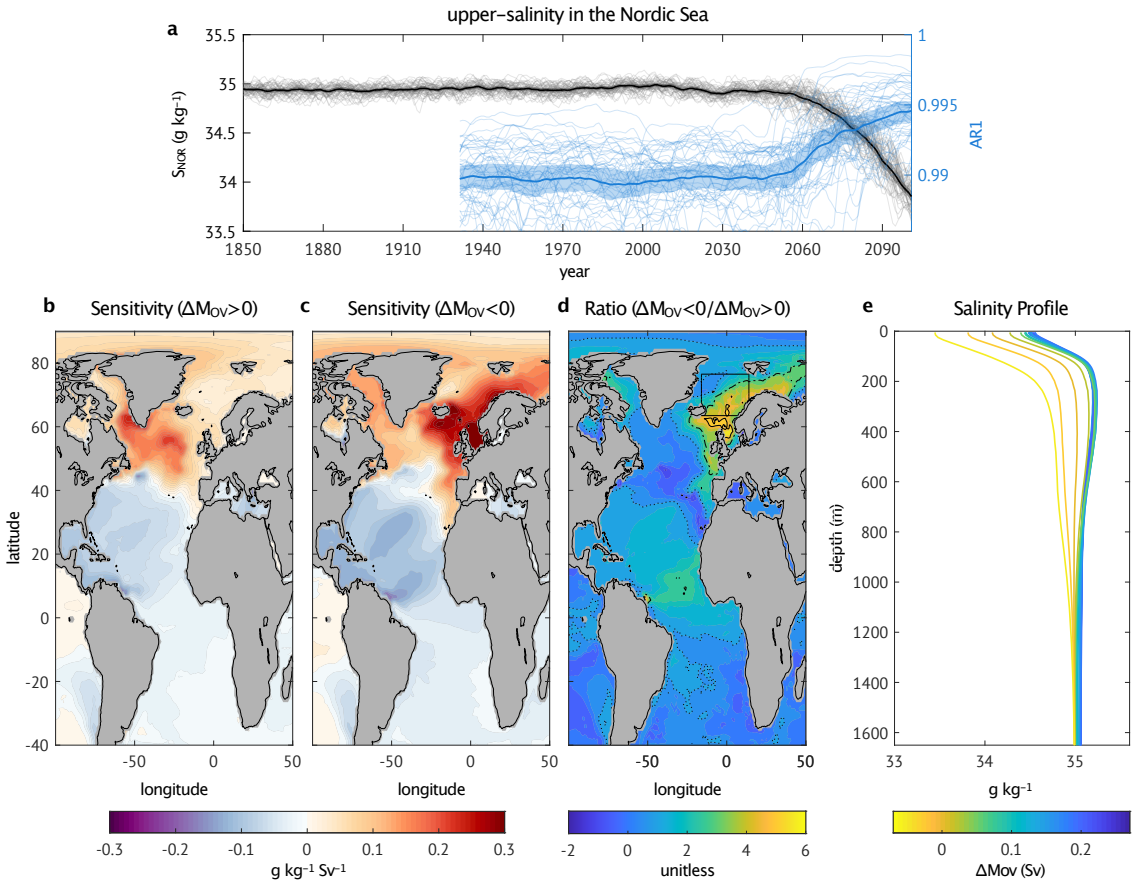 upper-salinity in the Nordic Sea
a
35.5
35
34.5
34
33.5
S_NOR (g kg⁻¹)
1
0.995
0.99
AR1
1850 1880 1910 1940 1970 2000 2030 2060 2090
year
b Sensitivity (ΔM_OV>0)
c Sensitivity (ΔM_OV<0)
d Ratio (ΔM_OV<0/ΔM_OV>0)
e Salinity Profile
80
60
40
20
0
-20
-40
latitude
-50 0 50
longitude
-50 0 50
-50 0 50
longitude
0
200
400
600
800
1000
1200
1400
1600
depth (m)
33 34 35
g kg⁻¹
-0.3 -0.2 -0.1 0 0.1 0.2 0.3
g kg⁻¹ Sv⁻¹
-2 0 2 4 6
unitless
0 0.1 0.2
ΔMov (Sv)